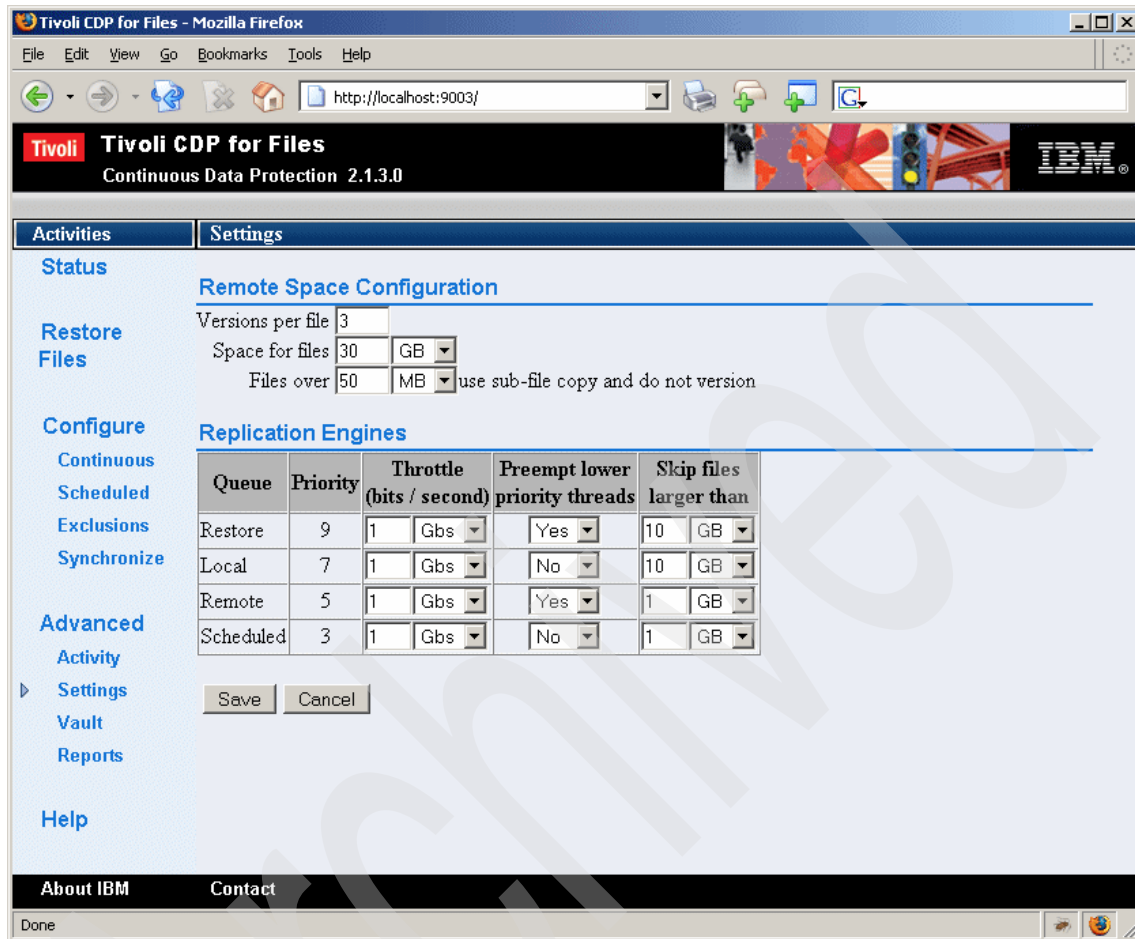 Tivoli CDP for Files - Mozilla Firefox
File Edit View Go Bookmarks Tools Help
http://localhost:9003/
G
Tivoli Tivoli CDP for Files
Continuous Data Protection 2.1.3.0
IBM®
Activities Settings
Status
Restore Files
Configure
Continuous
Scheduled
Exclusions
Synchronize
Advanced
Activity
Settings
Vault
Reports
Help
Remote Space Configuration
Versions per file 3
Space for files 30 GB
Files over 50 MB use sub-file copy and do not version
Replication Engines
Queue Priority Throttle (bits / second) Preempt lower priority threads Skip files larger than
Restore 9 1 Gbs Yes 10 GB
Local 7 1 Gbs No 10 GB
Remote 5 1 Gbs Yes 1 GB
Scheduled 3 1 Gbs No 1 GB
Save Cancel
About IBM Contact
Done
Archived